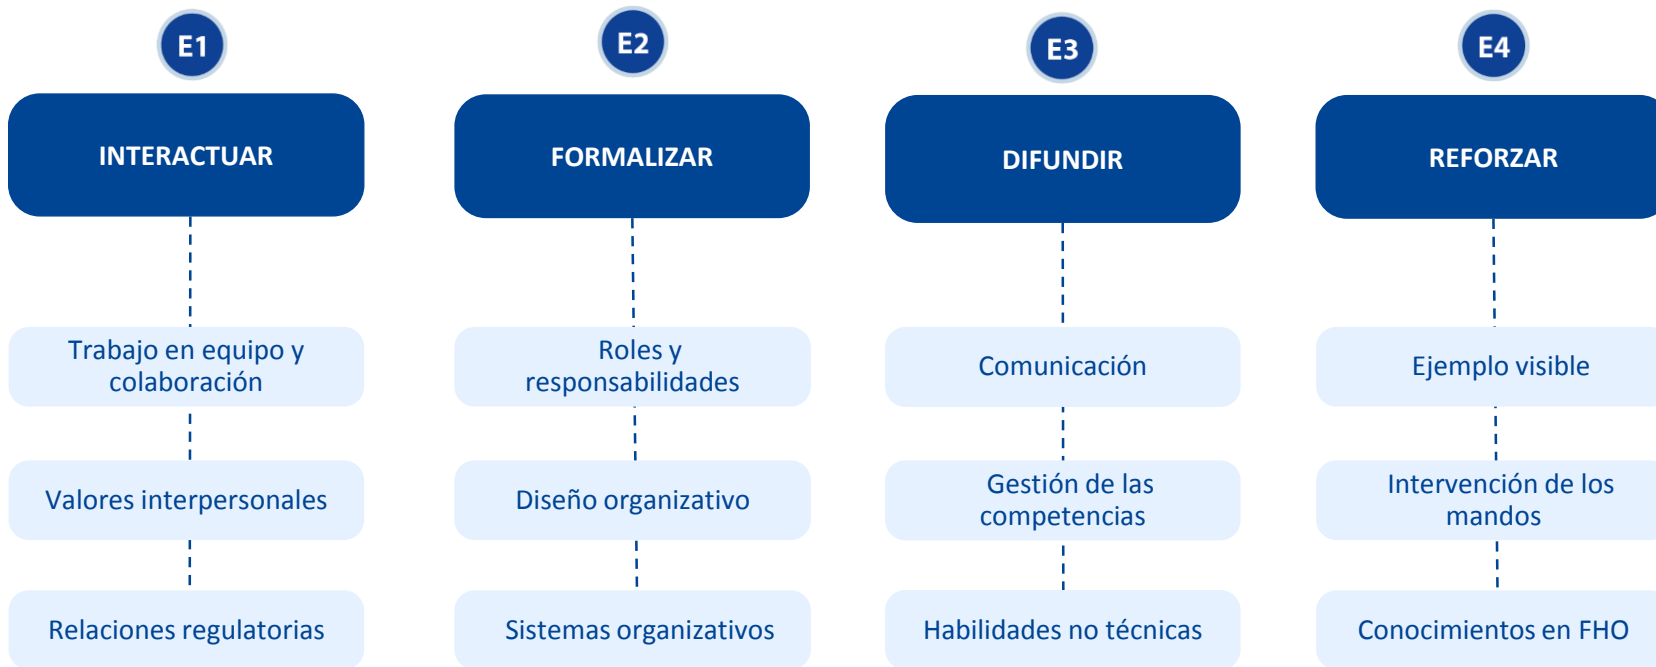 E1
INTERACTUAR
Trabajo en equipo y
colaboración
Valores interpersonales
Relaciones regulatorias
E2
FORMALIZAR
Roles y
responsabilidades
Diseño organizativo
Sistemas organizativos
E3
DIFUNDIR
Comunicación
Gestión de las
competencias
Habilidades no técnicas
E4
REFORZAR
Ejemplo visible
Intervención de los
mandos
Conocimientos en FHO